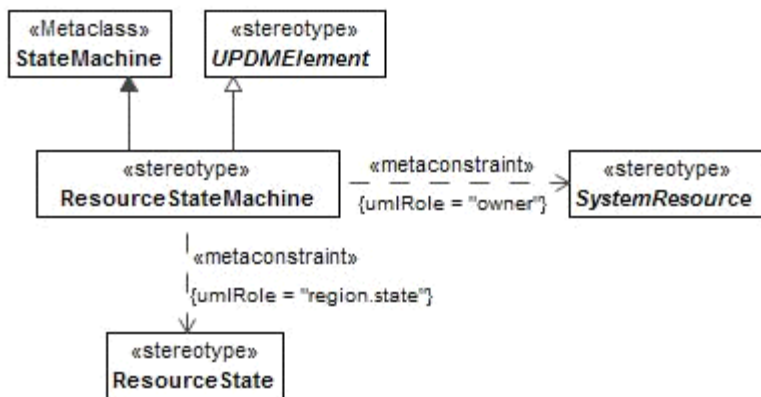 «Metaclass»
StateMachine
«stereotype»
UPDMElement
«stereotype»
ResourceStateMachine
«metaconstraint»
{umlRole = "owner"}
«stereotype»
SystemResource
«metaconstraint»
{umlRole = "region.state"}
«stereotype»
ResourceState